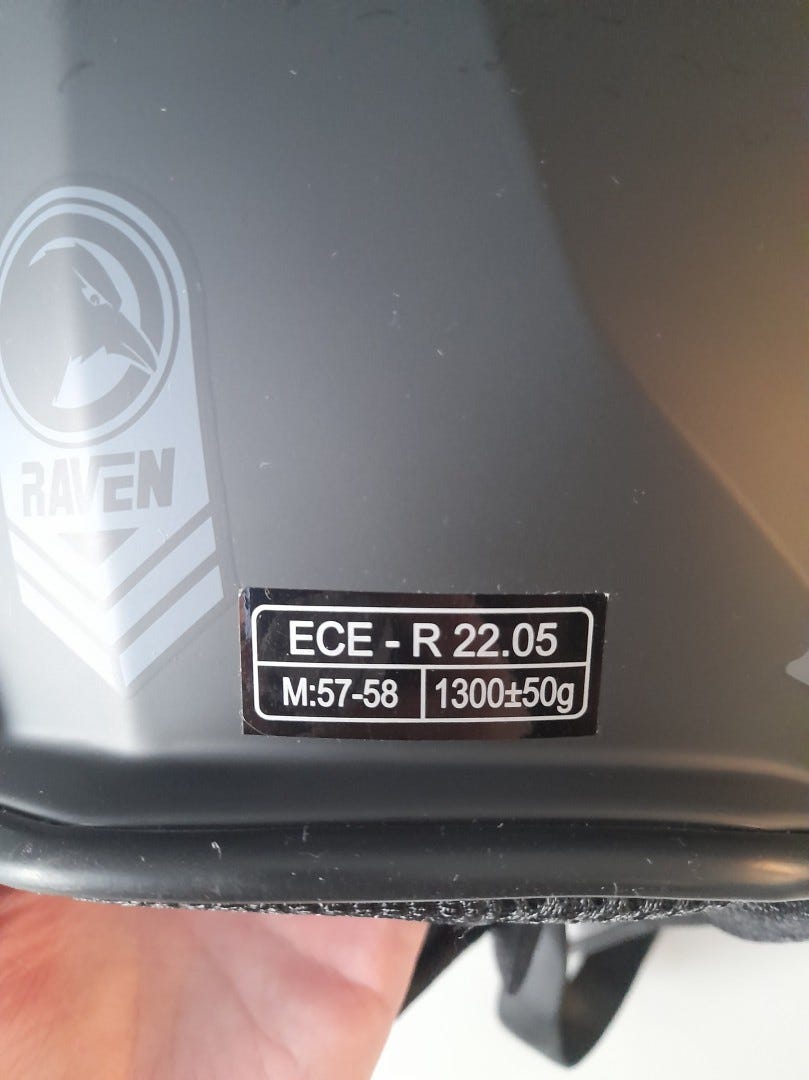 RAVEN
ECE - R 22.05
M:57-58 1300±50g